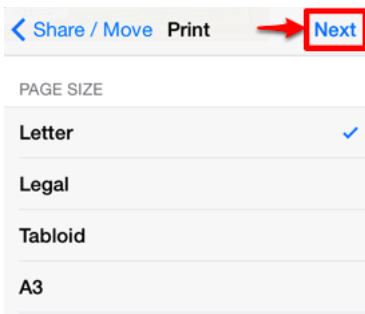 Share / Move Print Next
PAGE SIZE
Letter
Legal
Tabloid
A3